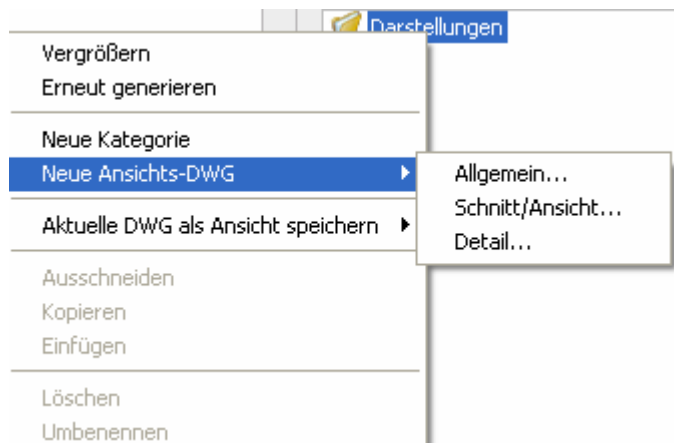 Darstellungen
Vergrößern
Erneut generieren
Neue Kategorie
Neue Ansichts-DWG
Allgemein...
Schnitt/Ansicht...
Detail...
Aktuelle DWG als Ansicht speichern
Ausschneiden
Kopieren
Einfügen
Löschen
Umbenennen